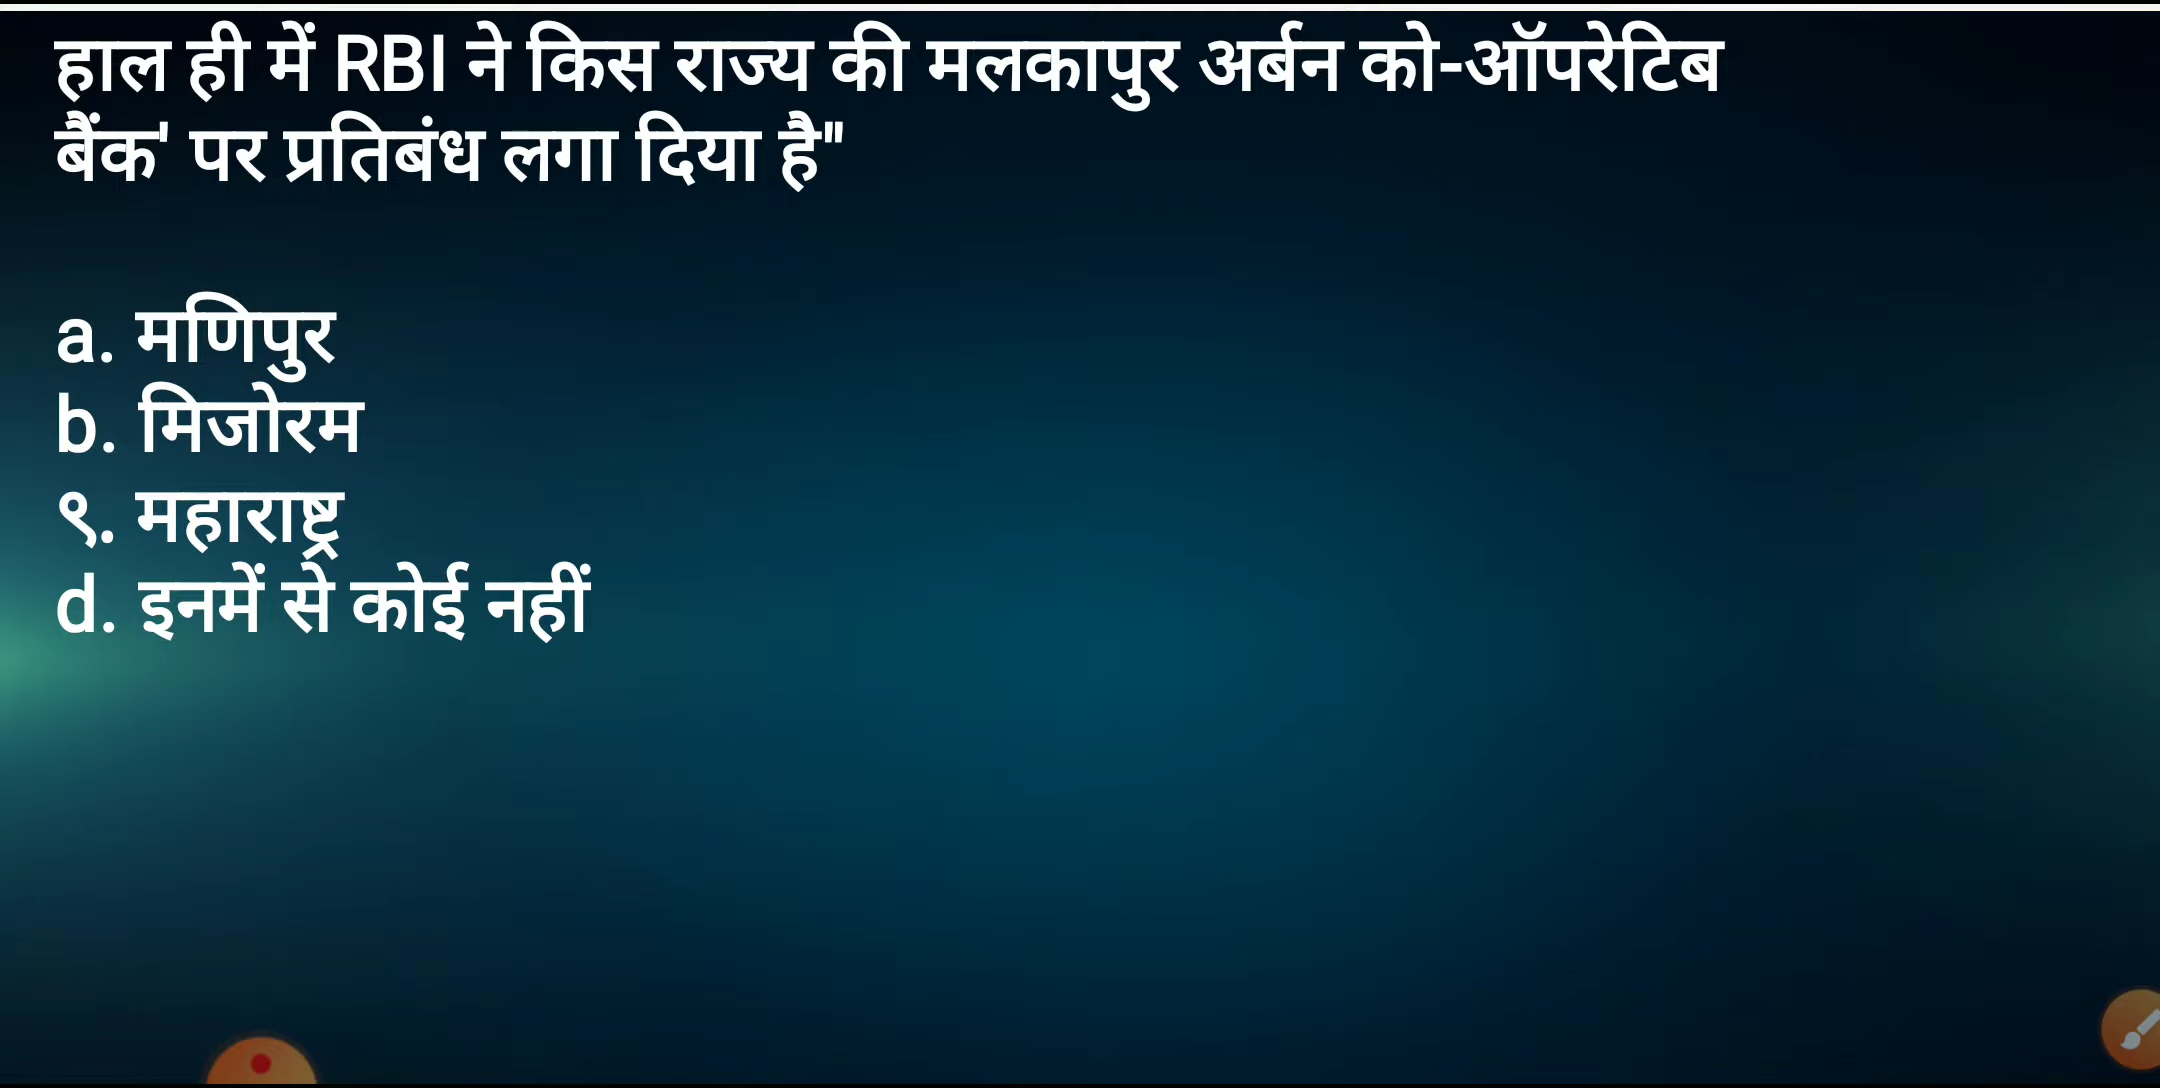 हाल ही में RBI ने किस राज्य की मलकापुर अर्बन को-ऑपरेटिब
बैंक' पर प्रतिबंध लगा दिया है"
a. मणिपुर
b. मिजोरम
९. महाराष्ट्र
d. इनमें से कोई नहीं